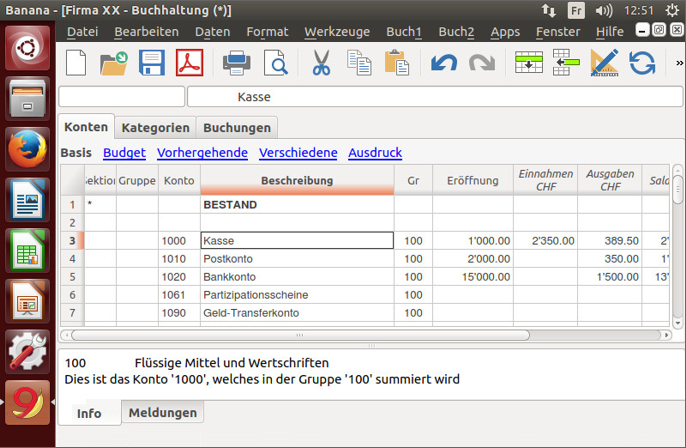 Banana - [Firma XX - Buchhaltung (*)] Fr 12:51
Datei Bearbeiten Daten Format Werkzeuge Buch1 Buch2 Apps Fenster Hilfe
Kasse
Konten Kategorien Buchungen
Basis Budget Vorhergehende Verschiedene Ausdruck
Gruppe Konto Beschreibung Gr Eröffnung Einnahmen CHF Ausgaben CHF
1 * BESTAND
2
3 1000 Kasse 100 1'000.00 2'350.00 389.50
4 1010 Postkonto 100 2'000.00 350.00
5 1020 Bankkonto 100 15'000.00 1'500.00
6 1061 Partizipationsscheine 100
7 1090 Geld-Transferkonto 100
100 Flüssige Mittel und Wertschriften
Dies ist das Konto '1000', welches in der Gruppe '100' summiert wird
Info Meldungen